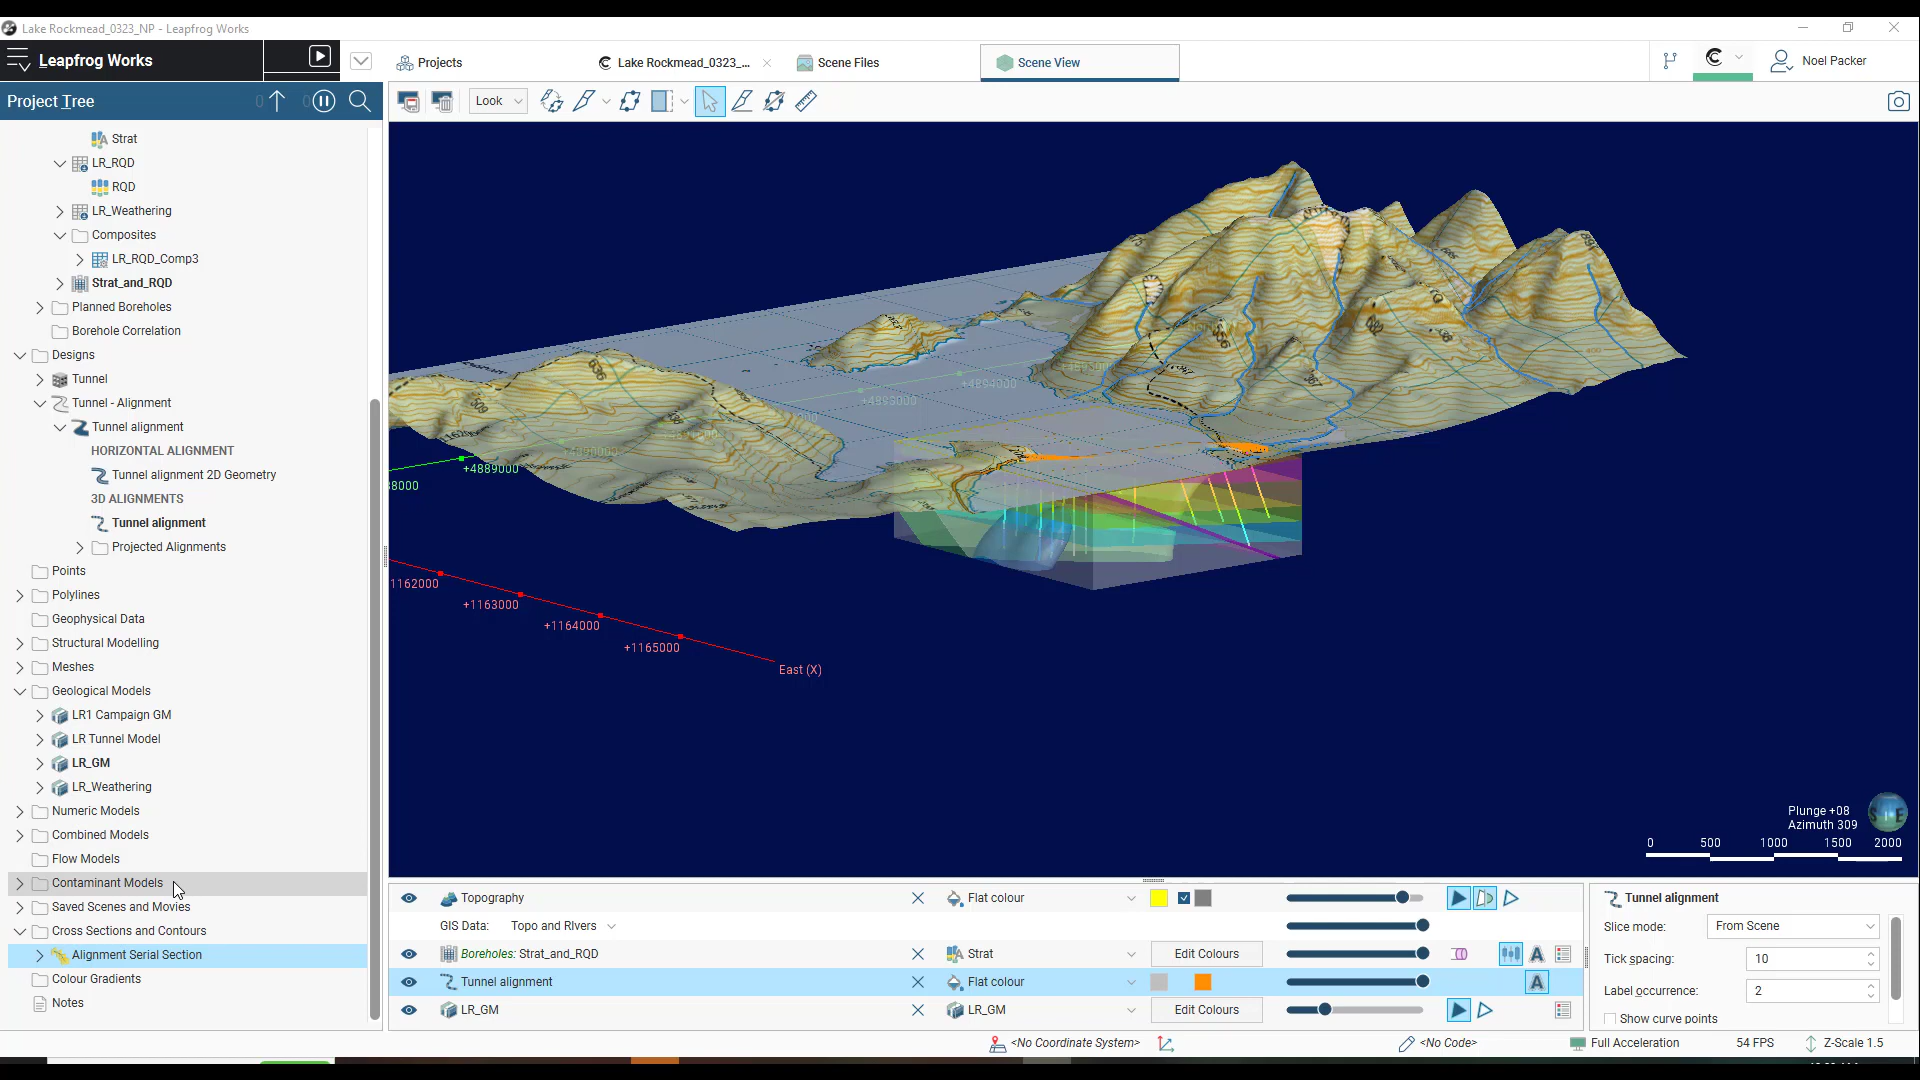 Lake Rockmead_0323_NP - Leapfrog Works
Leapfrog Works
Projects
Lake Rockmead_0323_...
Scene Files
Scene View
Noel Packer
Project Tree
0
0
Look
Strat
LR_RQD
RQD
LR_Weathering
Composites
LR_RQD_Comp3
Strat_and_RQD
Planned Boreholes
Borehole Correlation
Designs
Tunnel
Tunnel - Alignment
Tunnel alignment
HORIZONTAL ALIGNMENT
Tunnel alignment 2D Geometry
3D ALIGNMENTS
Tunnel alignment
Projected Alignments
Points
Polylines
Geophysical Data
Structural Modelling
Meshes
Geological Models
LR1 Campaign GM
LR Tunnel Model
LR_GM
LR_Weathering
Numeric Models
Combined Models
Flow Models
Contaminant Models
Saved Scenes and Movies
Cross Sections and Contours
Alignment Serial Section
Colour Gradients
Notes
+4894000
+4893000
+4890000
+4889000
8000
636
509
1162000
+1163000
+1164000
+1165000
East (X)
Plunge +08
Azimuth 309
0 500 1000 1500 2000
Topography
Flat colour
GIS Data: Topo and Rivers
Boreholes: Strat_and_RQD
Strat
Edit Colours
Tunnel alignment
Flat colour
LR_GM
LR_GM
Edit Colours
Tunnel alignment
Slice mode: From Scene
Tick spacing: 10
Label occurrence: 2
Show curve points
<No Coordinate System>
<No Code>
Full Acceleration
54 FPS
Z-Scale 1.5